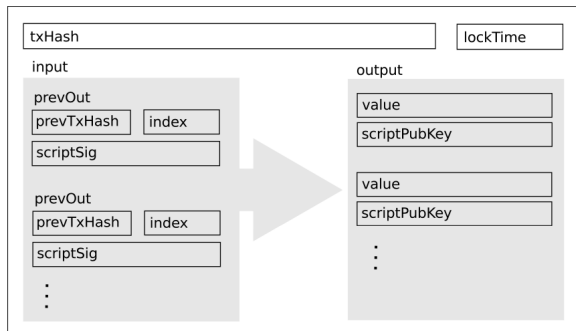 txHash
lockTime
input
output
prevOut
prevTxHash index
scriptSig
prevOut
prevTxHash index
scriptSig
value
scriptPubKey
value
scriptPubKey